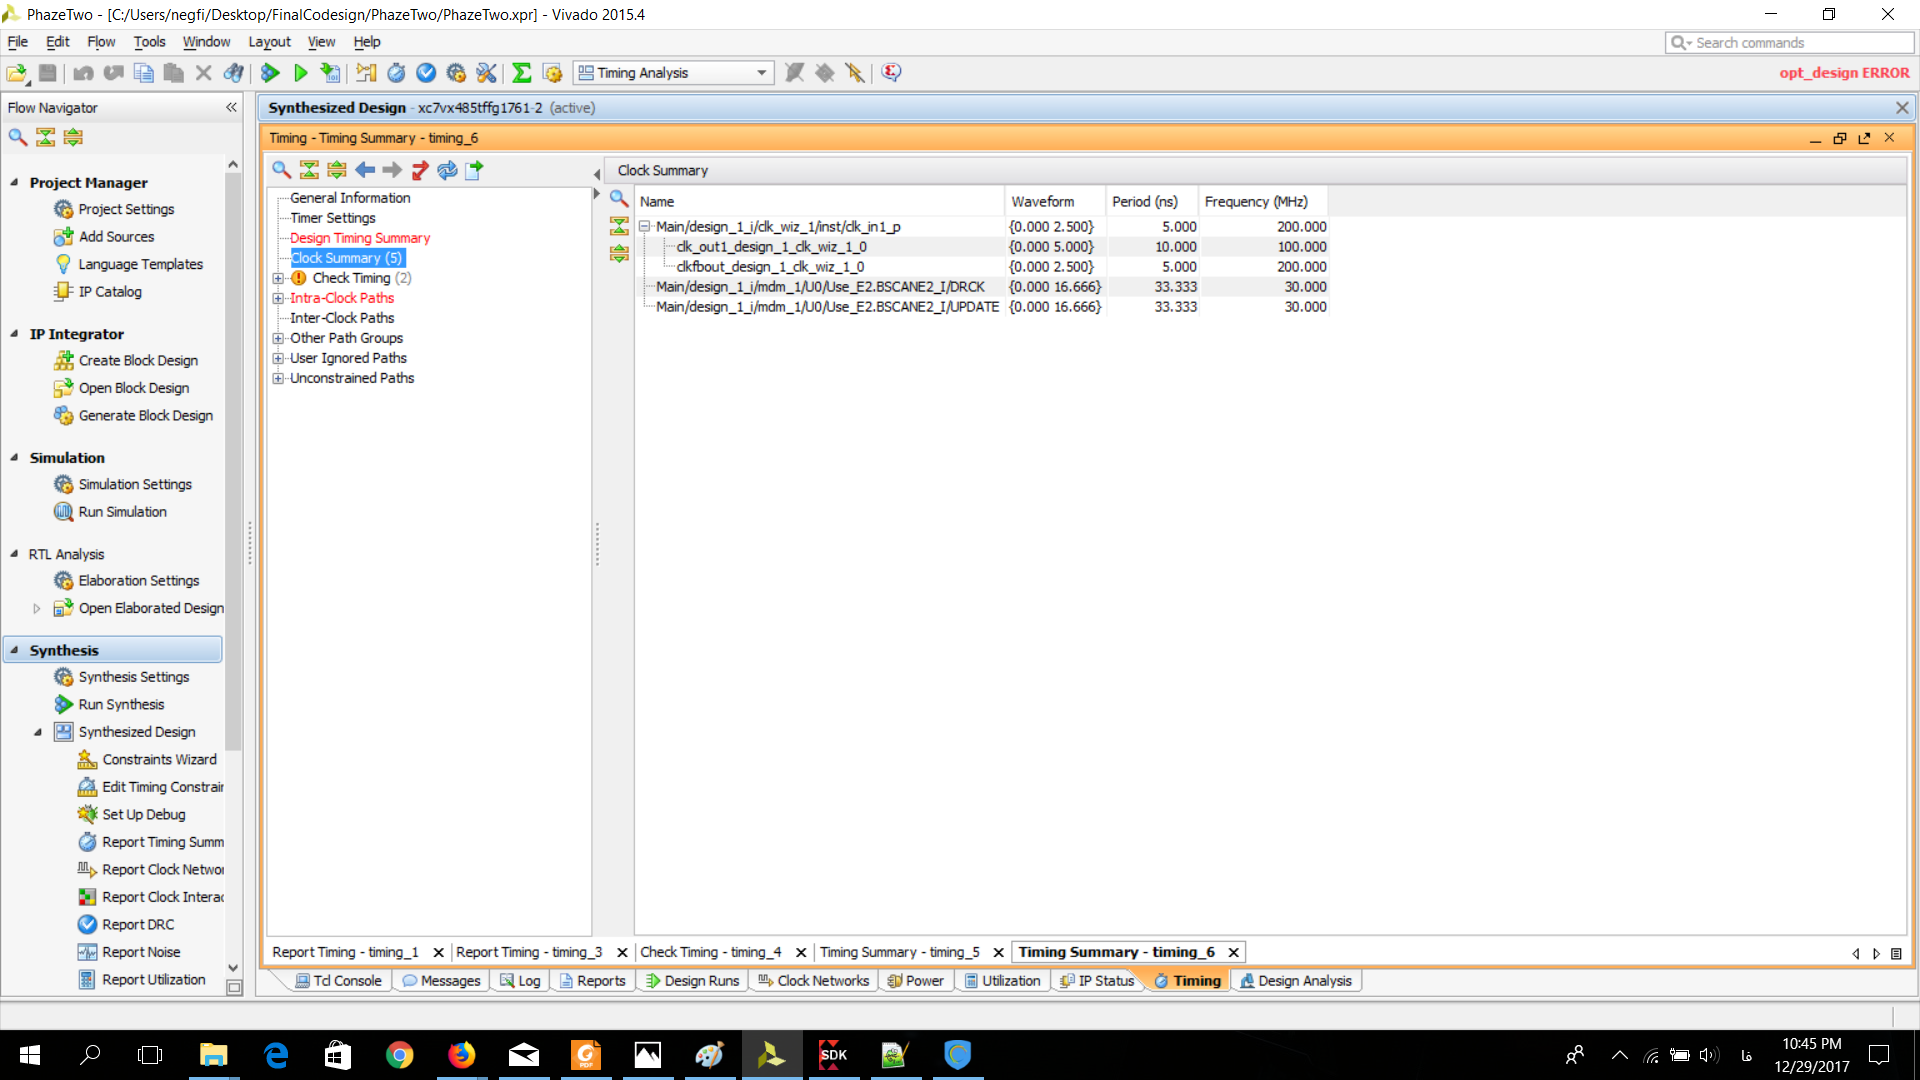 PhazeTwo - [C:/Users/negfi/Desktop/FinalCodesign/PhazeTwo/PhazeTwo.xpr] - Vivado 2015.4
File Edit Flow Tools Window Layout View Help
Search commands
Timing Analysis
opt_design ERROR
Flow Navigator
Project Manager
Project Settings
Add Sources
Language Templates
IP Catalog
IP Integrator
Create Block Design
Open Block Design
Generate Block Design
Simulation
Simulation Settings
Run Simulation
RTL Analysis
Elaboration Settings
Open Elaborated Design
Synthesis
Synthesis Settings
Run Synthesis
Synthesized Design
Constraints Wizard
Edit Timing Constrain
Set Up Debug
Report Timing Summ
Report Clock Networ
Report Clock Interac
Report DRC
Report Noise
Report Utilization
Synthesized Design - xc7vx485tffg1761-2 (active)
Timing - Timing Summary - timing_6
General Information
Timer Settings
Design Timing Summary
Clock Summary (5)
Check Timing (2)
Intra-Clock Paths
Inter-Clock Paths
Other Path Groups
User Ignored Paths
Unconstrained Paths
Clock Summary
Name Waveform Period (ns) Frequency (MHz)
Main/design_1_i/clk_wiz_1/inst/clk_in1_p {0.000 2.500} 5.000 200.000
clk_out1_design_1_clk_wiz_1_0 {0.000 5.000} 10.000 100.000
clkfbout_design_1_clk_wiz_1_0 {0.000 2.500} 5.000 200.000
Main/design_1_i/mdm_1/U0/Use_E2.BSCANE2_I/DRCK {0.000 16.666} 33.333 30.000
Main/design_1_i/mdm_1/U0/Use_E2.BSCANE2_I/UPDATE {0.000 16.666} 33.333 30.000
Report Timing - timing_1 Report Timing - timing_3 Check Timing - timing_4 Timing Summary - timing_5 Timing Summary - timing_6
Tcl Console Messages Log Reports Design Runs Clock Networks Power Utilization IP Status Timing Design Analysis
PDF
SDK
فا
10:45 PM
12/29/2017